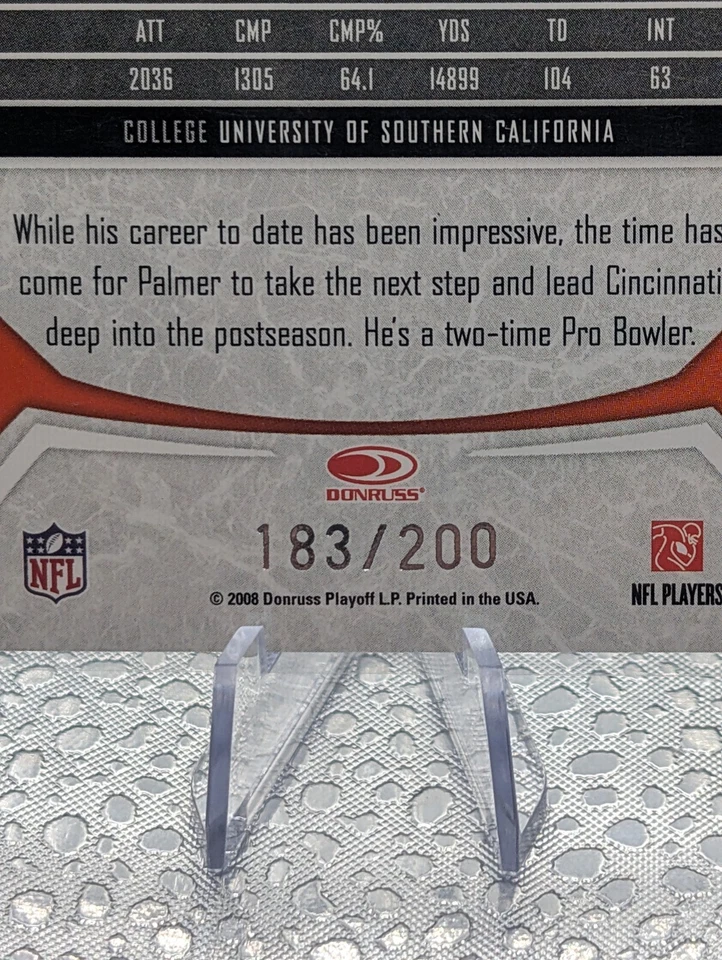 ATT CMP CMP% YDS TD INT
2036 1305 64.1 14899 104 63
COLLEGE UNIVERSITY OF SOUTHERN CALIFORNIA
While his career to date has been impressive, the time has
come for Palmer to take the next step and lead Cincinnati
deep into the postseason. He's a two-time Pro Bowler.
DONRUSS®
183/200
NFL
NFL PLAYERS
© 2008 Donruss Playoff L.P. Printed in the USA.